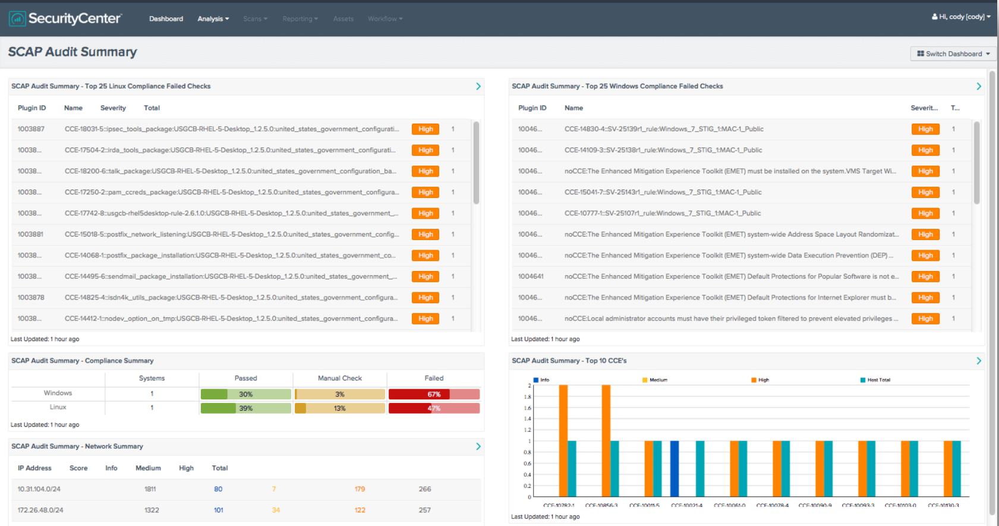 SecurityCenter
Dashboard Analysis Scans Reporting Assets Workflow
Hi, cody [cody]
SCAP Audit Summary
Switch Dashboard
SCAP Audit Summary - Top 25 Linux Compliance Failed Checks
Plugin ID Name Severity Total
1003887 CCE-18031-5::ipsec_tools_package:USGCB-RHEL-5-Desktop_1.2.5.0:united_states_government_configurati... High 1
10038... CCE-17504-2::irda_tools_package:USGCB-RHEL-5-Desktop_1.2.5.0:united_states_government_configurati... High 1
10038... CCE-18200-6::talk_package:USGCB-RHEL-5-Desktop_1.2.5.0:united_states_government_configuration_ba... High 1
10038... CCE-17250-2::pam_ccreds_package:USGCB-RHEL-5-Desktop_1.2.5.0:united_states_government_configura... High 1
10038... CCE-17742-8::usgcb-rhel5desktop-rule-2.6.1.0:USGCB-RHEL-5-Desktop_1.2.5.0:united_states_government_... High 1
1003881 CCE-15018-5::postfix_network_listening:USGCB-RHEL-5-Desktop_1.2.5.0:united_states_government_config... High 1
10038... CCE-14068-1::postfix_package_installation:USGCB-RHEL-5-Desktop_1.2.5.0:united_states_government_co... High 1
10038... CCE-14495-6::sendmail_package_installation:USGCB-RHEL-5-Desktop_1.2.5.0:united_states_government_... High 1
1003878 CCE-14825-4::isdn4k_utils_package:USGCB-RHEL-5-Desktop_1.2.5.0:united_states_government_configura... High 1
10038... CCE-14412-1::nodev_option_on_tmp:USGCB-RHEL-5-Desktop_1.2.5.0:united_states_government_configura... High 1
Last Updated: 1 hour ago
SCAP Audit Summary - Top 25 Windows Compliance Failed Checks
Plugin ID Name Severit... T...
10046... CCE-14830-4::SV-25139r1_rule:Windows_7_STIG_1:MAC-1_Public High 1
10046... CCE-14109-3::SV-25138r1_rule:Windows_7_STIG_1:MAC-1_Public High 1
10046... noCCE:The Enhanced Mitigation Experience Toolkit (EMET) must be installed on the system.VMS Target Wi... High 1
10046... CCE-15041-7::SV-25143r1_rule:Windows_7_STIG_1:MAC-1_Public High 1
10046... CCE-10777-1::SV-25107r1_rule:Windows_7_STIG_1:MAC-1_Public High 1
10046... noCCE:The Enhanced Mitigation Experience Toolkit (EMET) system-wide Address Space Layout Randomizat... High 1
10046... noCCE:The Enhanced Mitigation Experience Toolkit (EMET) system-wide Data Execution Prevention (DEP) ... High 1
1004641 noCCE:The Enhanced Mitigation Experience Toolkit (EMET) Default Protections for Popular Software is not e... High 1
10046... noCCE:The Enhanced Mitigation Experience Toolkit (EMET) Default Protections for Internet Explorer must b... High 1
10046... noCCE:Local administrator accounts must have their privileged token filtered to prevent elevated privileges ... High 1
Last Updated: 1 hour ago
SCAP Audit Summary - Compliance Summary
Systems Passed Manual Check Failed
Windows 1 30% 3% 67%
Linux 1 39% 13% 47%
Last Updated: 1 hour ago
SCAP Audit Summary - Network Summary
IP Address Score Info Medium High Total
10.31.104.0/24 1811 80 7 179 266
172.26.48.0/24 1322 101 34 122 257
SCAP Audit Summary - Top 10 CCE's
Info Medium High Host Total
2
1.8
1.6
1.4
1.2
1
0.8
0.6
0.4
0.2
0
CCE-10782-1 CCE-10856-3 CCE-10011-5 CCE-10021-4 CCE-10061-0 CCE-10078-4 CCE-10090-9 CCE-10093-3 CCE-10103-0 CCE-10130-3
Last Updated: 1 hour ago